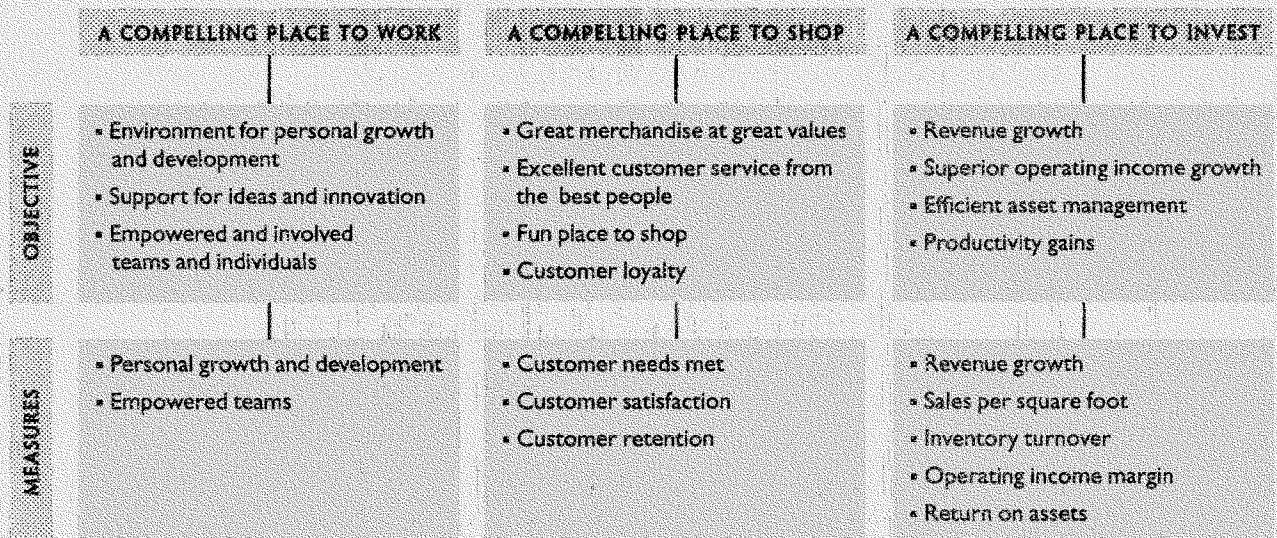 A COMPELLING PLACE TO WORK
A COMPELLING PLACE TO SHOP
A COMPELLING PLACE TO INVEST
OBJECTIVE
▪ Environment for personal growth
and development
▪ Support for ideas and innovation
▪ Empowered and involved
teams and individuals
▪ Great merchandise at great values
▪ Excellent customer service from
the best people
▪ Fun place to shop
▪ Customer loyalty
▪ Revenue growth
▪ Superior operating income growth
▪ Efficient asset management
▪ Productivity gains
MEASURES
▪ Personal growth and development
▪ Empowered teams
▪ Customer needs met
▪ Customer satisfaction
▪ Customer retention
▪ Revenue growth
▪ Sales per square foot
▪ Inventory turnover
▪ Operating income margin
▪ Return on assets